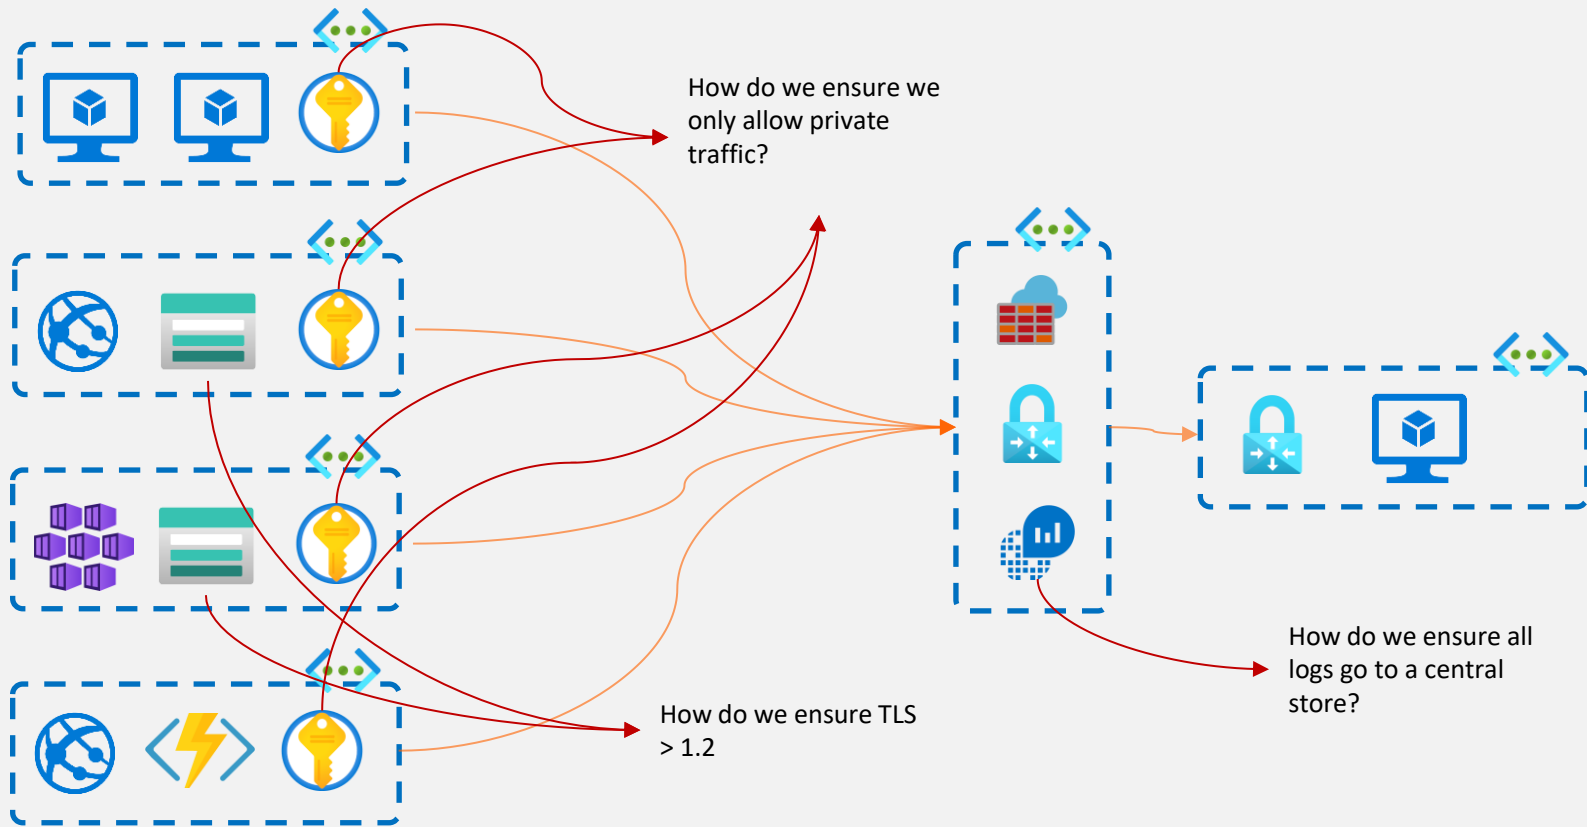 How do we ensure we
only allow private
traffic?
How do we ensure all
logs go to a central
store?
How do we ensure TLS
> 1.2